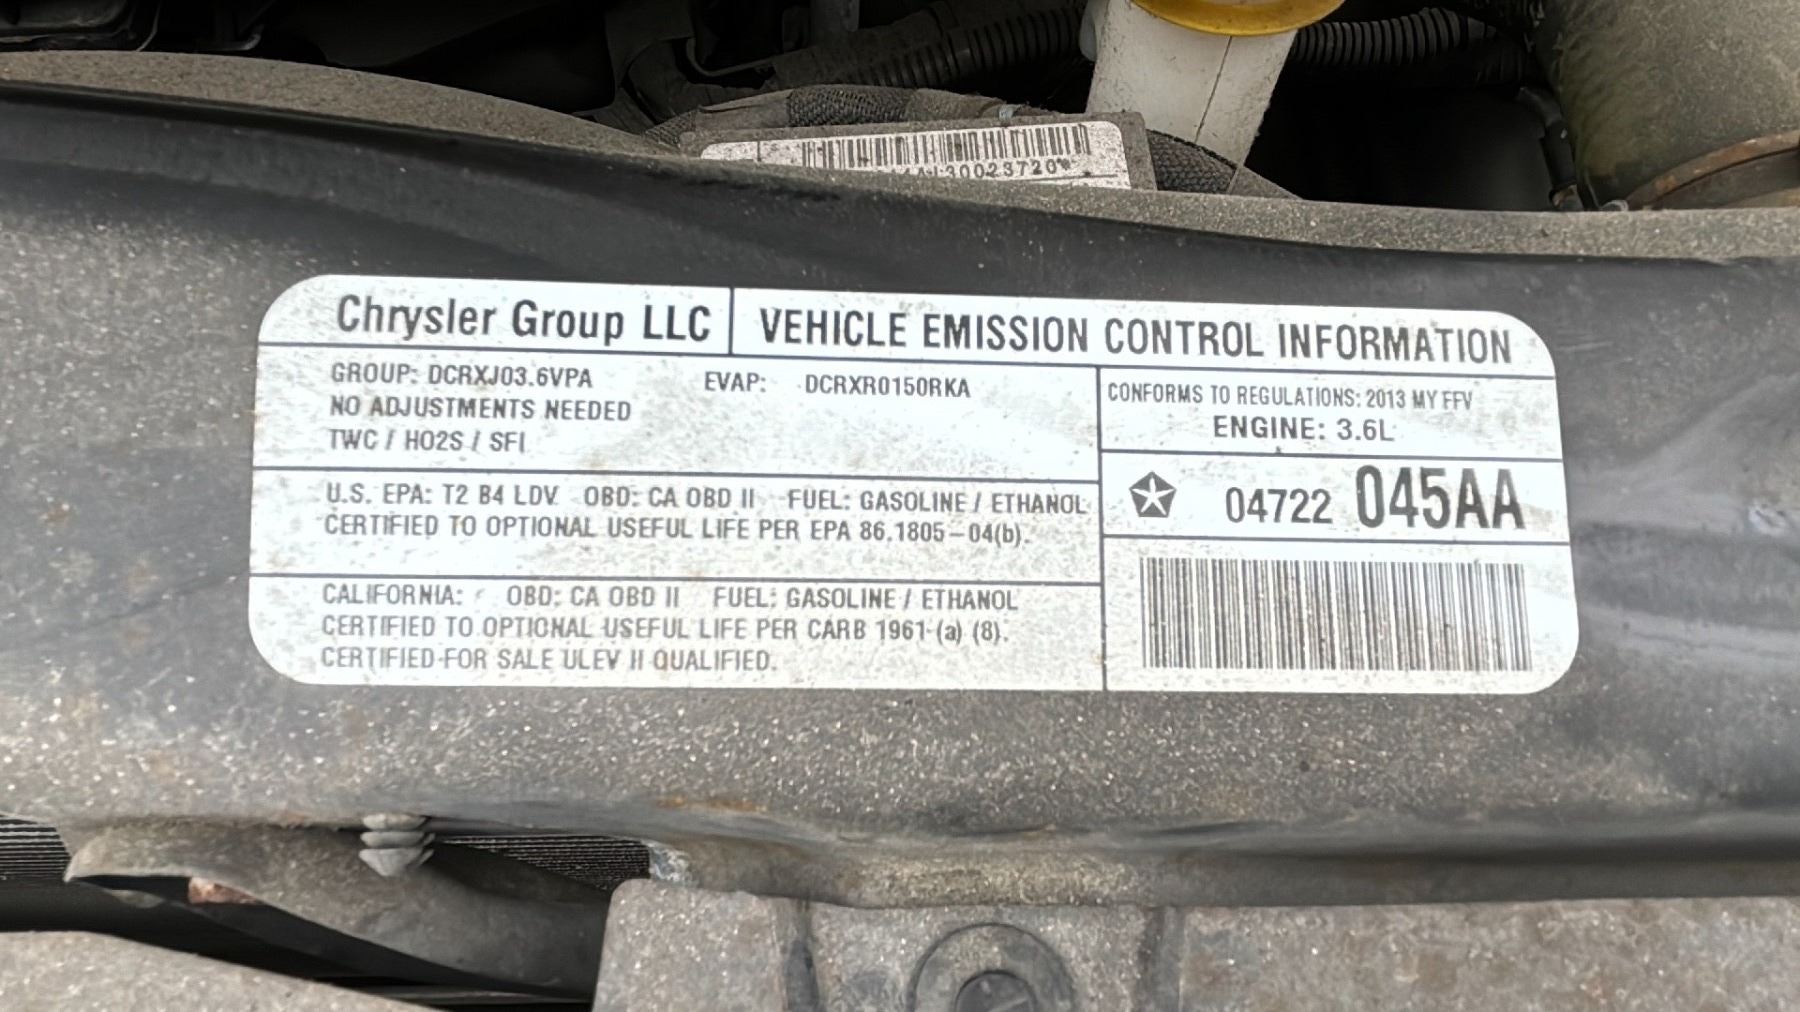 30023720
Chrysler Group LLC
VEHICLE EMISSION CONTROL INFORMATION
GROUP: DCRXJ03.6VPA EVAP: DCRXR0150RKA
NO ADJUSTMENTS NEEDED
TWC / HO2S / SFI
CONFORMS TO REGULATIONS: 2013 MY FFV
ENGINE: 3.6L
U.S. EPA: T2 B4 LDV OBD: CA OBD II FUEL: GASOLINE / ETHANOL
CERTIFIED TO OPTIONAL USEFUL LIFE PER EPA 86.1805-04(b).
04722 045AA
CALIFORNIA: OBD: CA OBD II FUEL: GASOLINE / ETHANOL
CERTIFIED TO OPTIONAL USEFUL LIFE PER CARB 1961 (a) (8).
CERTIFIED FOR SALE ULEV II QUALIFIED.